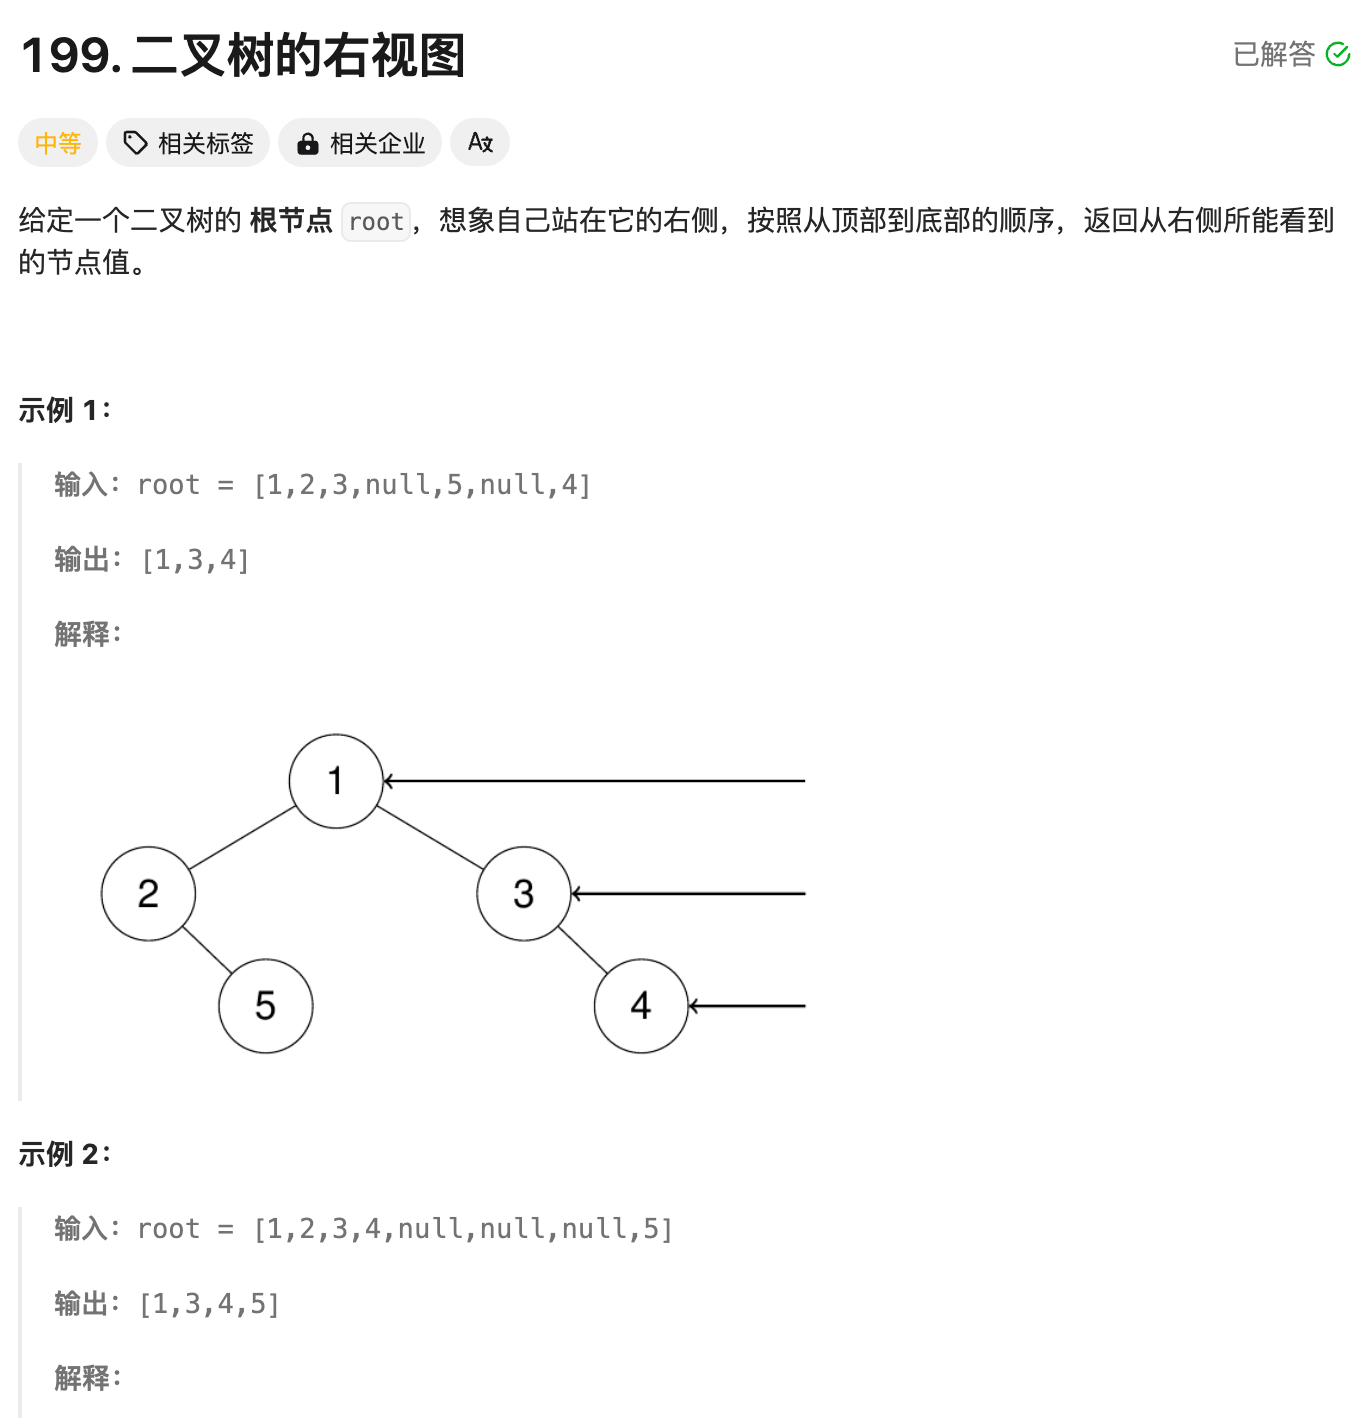 199. 二叉树的右视图
已解答
中等
相关标签
相关企业
给定一个二叉树的 根节点 root，想象自己站在它的右侧，按照从顶部到底部的顺序，返回从右侧所能看到
的节点值。
示例 1：
输入：root = [1,2,3,null,5,null,4]
输出：[1,3,4]
解释：
1
2
3
5
4
示例 2：
输入：root = [1,2,3,4,null,null,null,5]
输出：[1,3,4,5]
解释：